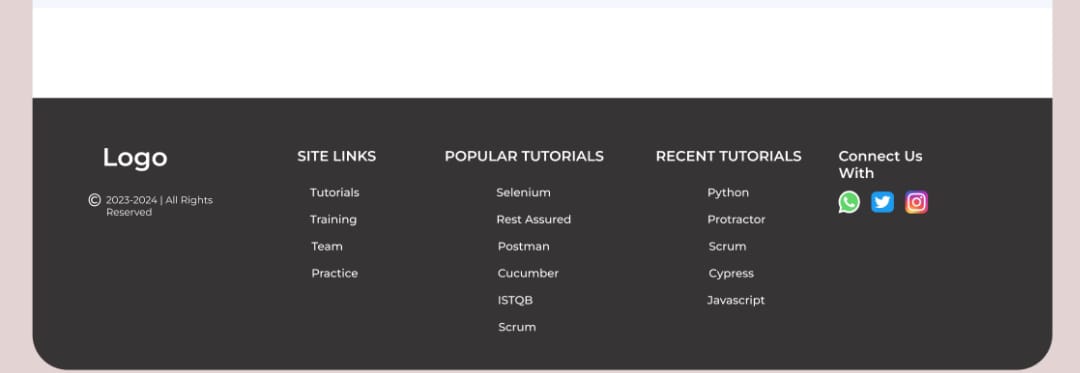 Logo
© 2023-2024 | All Rights
Reserved
SITE LINKS
Tutorials
Training
Team
Practice
POPULAR TUTORIALS
Selenium
Rest Assured
Postman
Cucumber
ISTQB
Scrum
RECENT TUTORIALS
Python
Protractor
Scrum
Cypress
Javascript
Connect Us
With